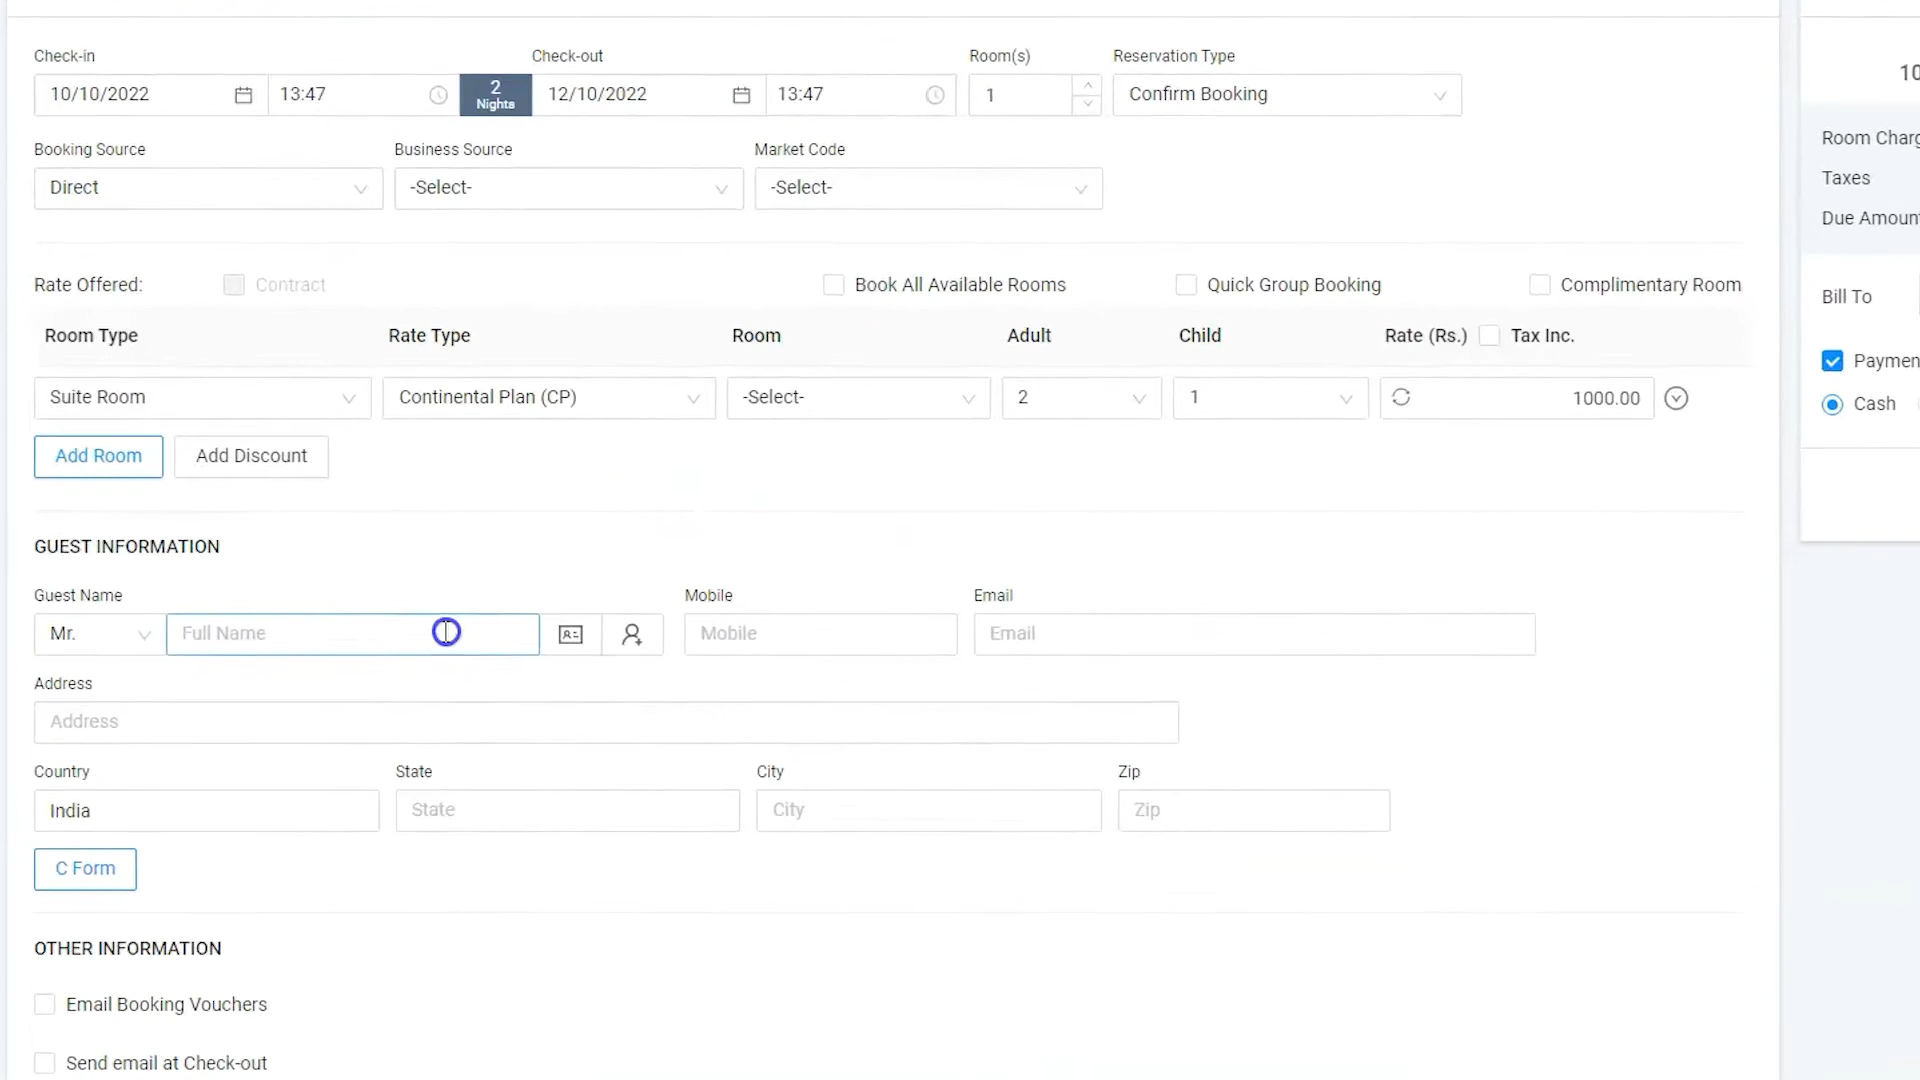 Check-in Check-out Room(s) Reservation Type
10/10/2022 13:47 2 Nights 12/10/2022 13:47 1 Confirm Booking
Booking Source Business Source Market Code
Direct -Select- -Select-
Rate Offered: Contract Book All Available Rooms Quick Group Booking Complimentary Room
Room Type Rate Type Room Adult Child Rate (Rs.) Tax Inc.
Suite Room Continental Plan (CP) -Select- 2 1 1000.00
Add Room Add Discount
GUEST INFORMATION
Guest Name Mobile Email
Mr. Full Name Mobile Email
Address
Address
Country State City Zip
India State City Zip
C Form
OTHER INFORMATION
Email Booking Vouchers
Send email at Check-out
10
Room Charg
Taxes
Due Amoun
Bill To
Paymen
Cash